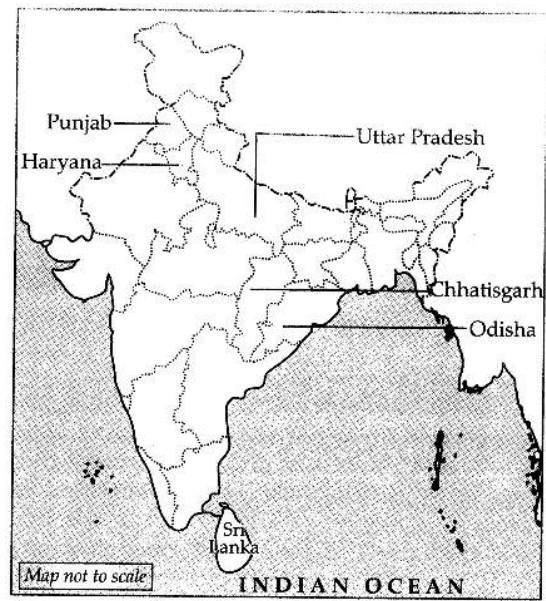 Punjab
Uttar Pradesh
Haryana
Chhatisgarh
Odisha
Sri
Lanka
Map not to scale
INDIAN OCEAN